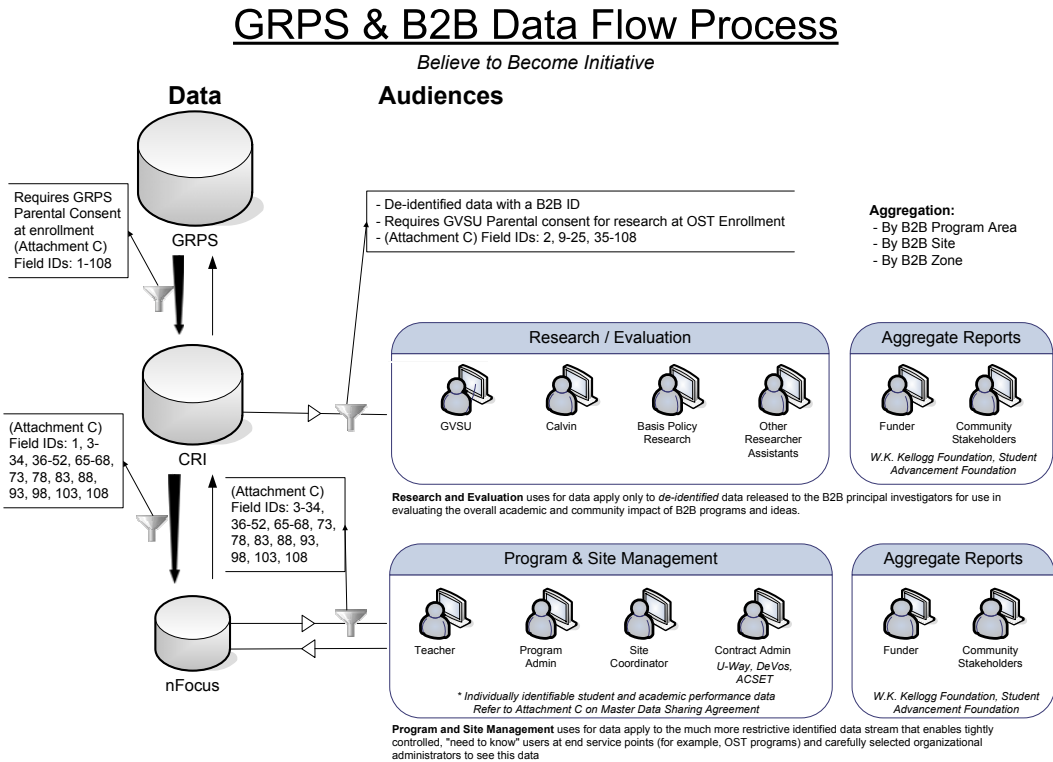 GRPS & B2B Data Flow Process
Believe to Become Initiative
Data
Audiences
Requires GRPS
Parental Consent
at enrollment
(Attachment C)
Field IDs: 1-108
GRPS
- De-identified data with a B2B ID
- Requires GVSU Parental consent for research at OST Enrollment
- (Attachment C) Field IDs: 2, 9-25, 35-108
Aggregation:
- By B2B Program Area
- By B2B Site
- By B2B Zone
(Attachment C)
Field IDs: 1, 3-
34, 36-52, 65-68,
73, 78, 83, 88,
93, 98, 103, 108
CRI
Research / Evaluation
GVSU
Calvin
Basis Policy
Research
Other
Researcher
Assistants
Aggregate Reports
Funder
Community
Stakeholders
W.K. Kellogg Foundation, Student
Advancement Foundation
Research and Evaluation uses for data apply only to de-identified data released to the B2B principal investigators for use in
evaluating the overall academic and community impact of B2B programs and ideas.
(Attachment C)
Field IDs: 3-34,
36-52, 65-68, 73,
78, 83, 88, 93,
98, 103, 108
nFocus
Program & Site Management
Teacher
Program
Admin
Site
Coordinator
Contract Admin
U-Way, DeVos,
ACSET
* Individually identifiable student and academic performance data
Refer to Attachment C on Master Data Sharing Agreement
Aggregate Reports
Funder
Community
Stakeholders
W.K. Kellogg Foundation, Student
Advancement Foundation
Program and Site Management uses for data apply to the much more restrictive identified data stream that enables tightly
controlled, "need to know" users at end service points (for example, OST programs) and carefully selected organizational
administrators to see this data